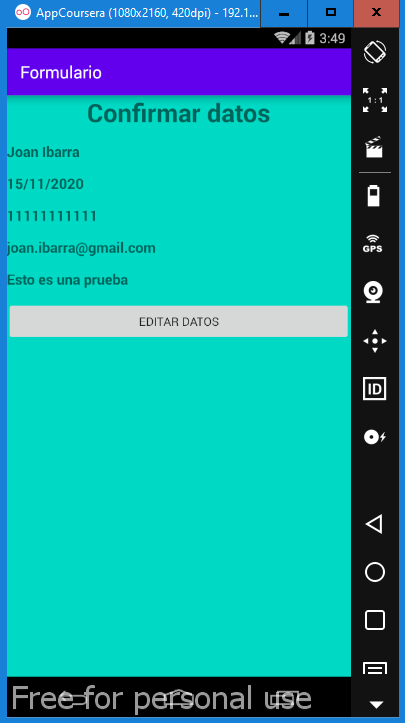 AppCoursera (1080x2160, 420dpi) - 192.1...
3:49
Formulario
1:1
Confirmar datos
Joan Ibarra
15/11/2020
GPS
11111111111
joan.ibarra@gmail.com
Esto es una prueba
EDITAR DATOS
ID
Free for personal use